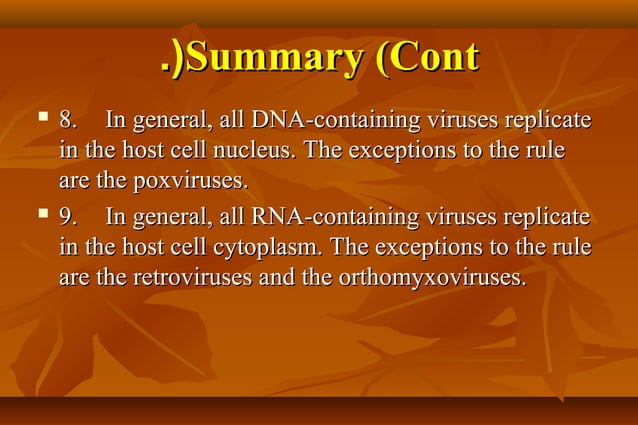 .)Summary (Cont
8. In general, all DNA-containing viruses replicate
in the host cell nucleus. The exceptions to the rule
are the poxviruses.
9. In general, all RNA-containing viruses replicate
in the host cell cytoplasm. The exceptions to the rule
are the retroviruses and the orthomyxoviruses.